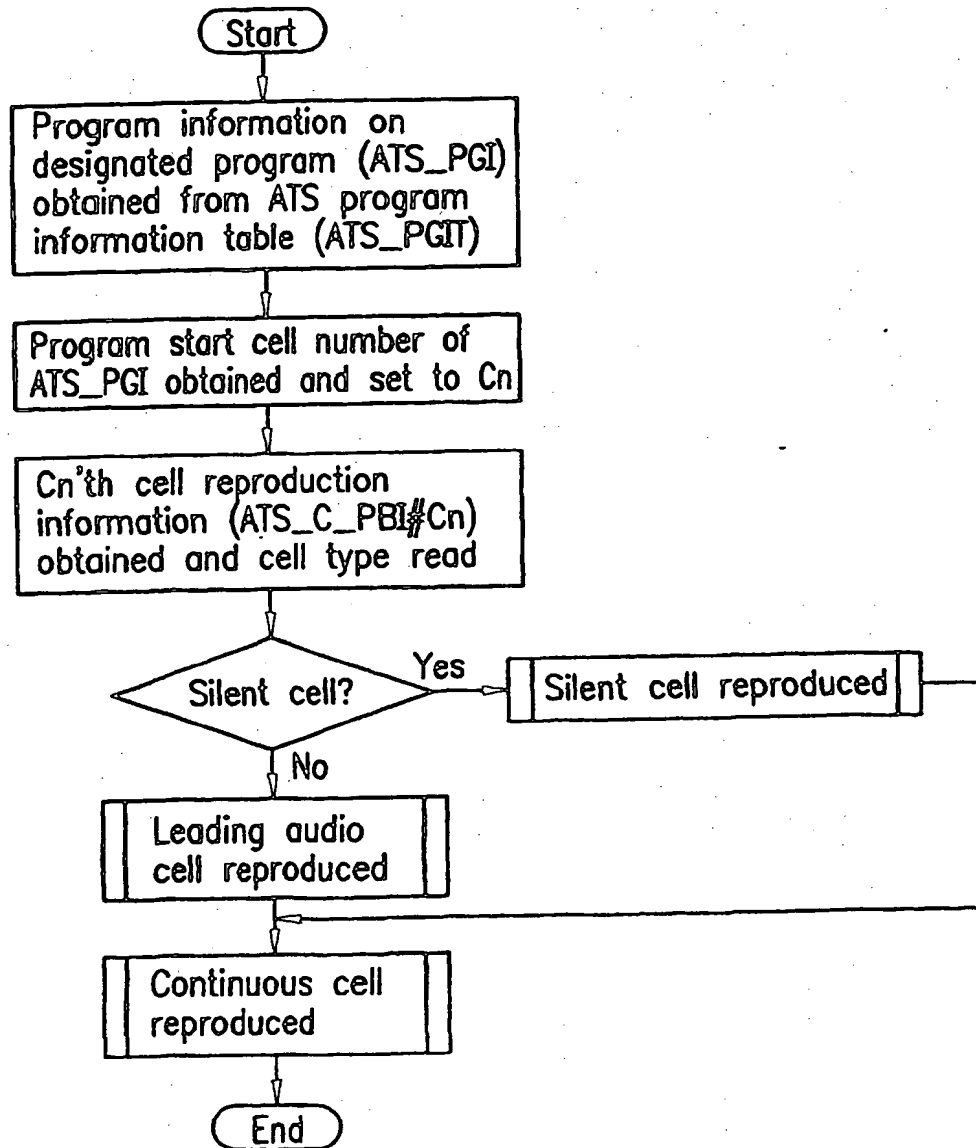 Start
Program information on
designated program (ATS_PGI)
obtained from ATS program
information table (ATS_PGIT)
Program start cell number of
ATS_PGI obtained and set to Cn
Cn'th cell reproduction
information (ATS_C_PBI#Cn)
obtained and cell type read
Silent cell?
Yes
Silent cell reproduced
No
Leading audio
cell reproduced
Continuous cell
reproduced
End